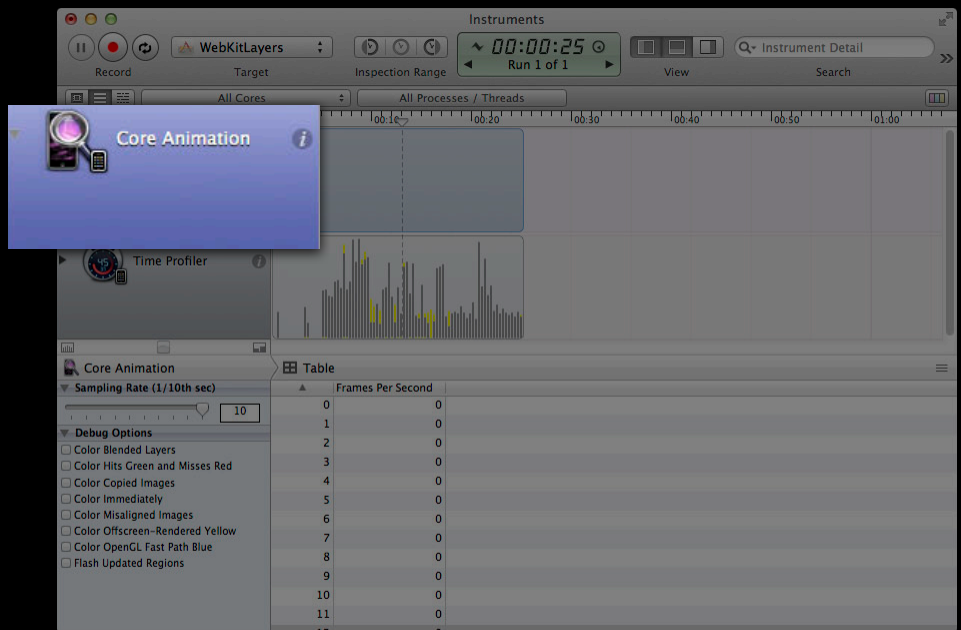 Instruments
00:00:25
WebKitLayers
Instrument Detail
Run 1 of 1
Record
Target
Inspection Range
View
Search
All Cores
All Processes / Threads
00:10
00:20
00:30
00:40
00:50
01:00
Core Animation
Time Profiler
Core Animation
Table
Sampling Rate (1/10th sec)
10
Debug Options
Color Blended Layers
Color Hits Green and Misses Red
Color Copied Images
Color Immediately
Color Misaligned Images
Color Offscreen-Rendered Yellow
Color OpenGL Fast Path Blue
Flash Updated Regions
Frames Per Second
0 0
1 0
2 0
3 0
4 0
5 0
6 0
7 0
8 0
9 0
10 0
11 0